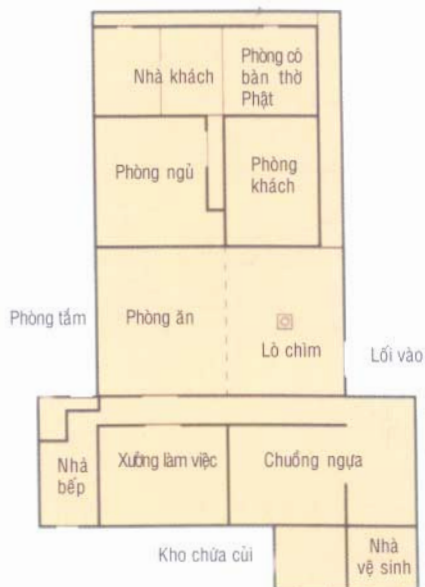 Nhà khách
Phòng có
bàn thờ
Phật
Phòng ngủ
Phòng
khách
Phòng tắm
Phòng ăn
Lò chìm
Lối vào
Nhà
bếp
Xưởng làm việc
Chuồng ngựa
Kho chứa củi
Nhà
vệ sinh